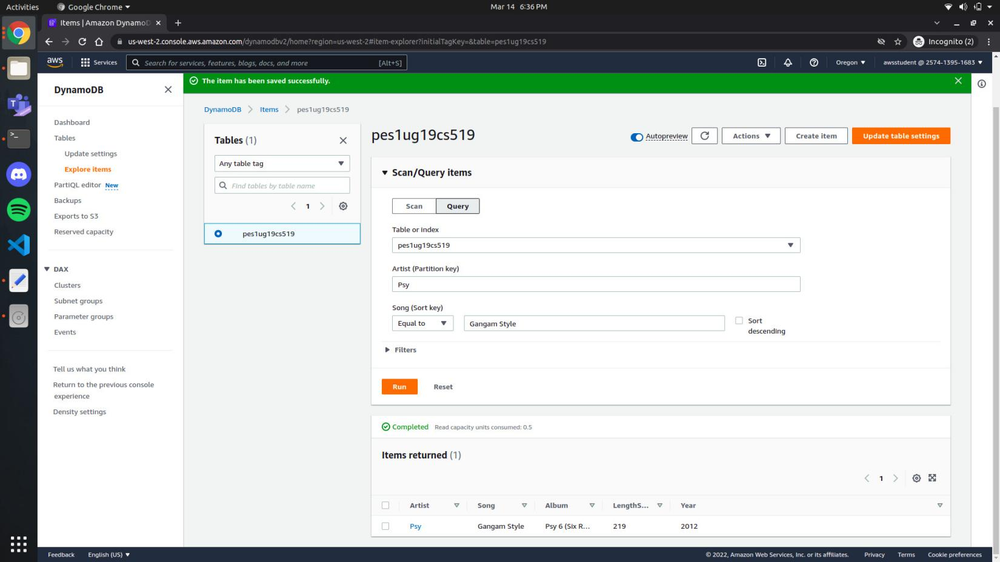 Activities
Google Chrome
Mar 14 6:36 PM
Items | Amazon DynamoD
us-west-2.console.aws.amazon.com/dynamodbv2/home?region=us-west-2#item-explorer?initialTagKey=&table=pes1ug19cs519
Incognito (2)
aws
Services
Search for services, features, blogs, docs, and more
[Alt+S]
Oregon
awsstudent @ 2574-1395-1683
DynamoDB
Dashboard
Tables
Update settings
Explore items
PartiQL editor New
Backups
Exports to S3
Reserved capacity
DAX
Clusters
Subnet groups
Parameter groups
Events
Tell us what you think
Return to the previous console
experience
Density settings
The item has been saved successfully.
DynamoDB > Items > pes1ug19cs519
Tables (1)
Any table tag
Find tables by table name
1
pes1ug19cs519
pes1ug19cs519
Autopreview
Actions
Create item
Update table settings
Scan/Query items
Scan
Query
Table or index
pes1ug19cs519
Artist (Partition key)
Psy
Song (Sort key)
Equal to
Gangam Style
Sort
descending
Filters
Run
Reset
Completed
Read capacity units consumed: 0.5
Items returned (1)
1
Artist Song Album LengthS... Year
Psy Gangam Style Psy 6 (Six R... 219 2012
Feedback
English (US)
© 2022, Amazon Web Services, Inc. or its affiliates.
Privacy
Terms
Cookie preferences